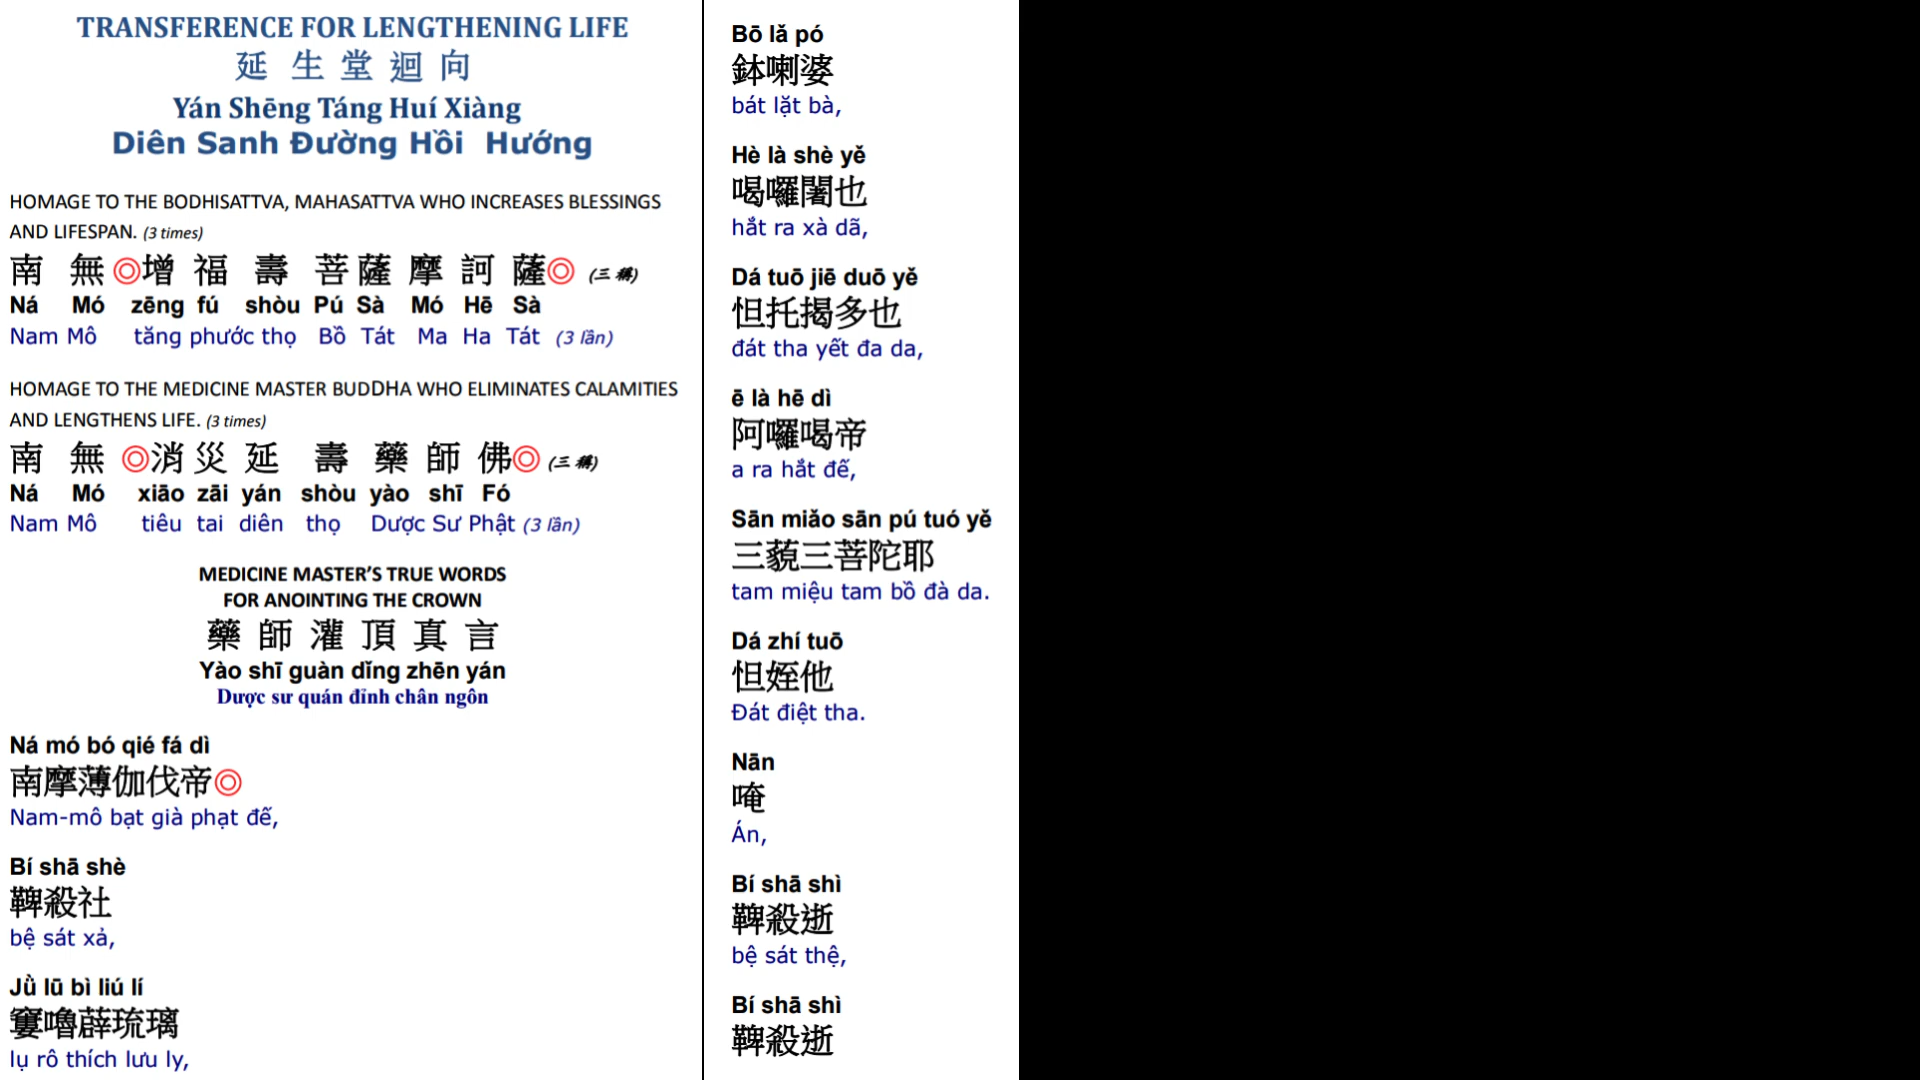 TRANSFERENCE FOR LENGTHENING LIFE
延 生 堂 迴 向
Yán Shēng Táng Huí Xiàng
Diên Sanh Đường Hồi Hướng
HOMAGE TO THE BODHISATTVA, MAHASATTVA WHO INCREASES BLESSINGS
AND LIFESPAN. (3 times)
南 無 ◎增 福 壽 菩 薩 摩 訶 薩◎ (三 稱)
Ná Mó zēng fú shòu Pú Sà Mó Hē Sà
Nam Mô tăng phước thọ Bồ Tát Ma Ha Tát (3 lần)
HOMAGE TO THE MEDICINE MASTER BUDDHA WHO ELIMINATES CALAMITIES
AND LENGTHENS LIFE. (3 times)
南 無 ◎消 災 延 壽 藥 師 佛◎ (三 稱)
Ná Mó xiāo zāi yán shòu yào shī Fó
Nam Mô tiêu tai diên thọ Dược Sư Phật (3 lần)
MEDICINE MASTER'S TRUE WORDS
FOR ANOINTING THE CROWN
藥 師 灌 頂 真 言
Yào shī guàn dǐng zhēn yán
Dược sư quán đỉnh chân ngôn
Ná mó bó qié fá dì
南摩薄伽伐帝◎
Nam-mô bạt già phạt đế,
Bí shā shè
鞞殺社
bệ sát xả,
Jǜ lū bì liú lí
窶嚕薜琉璃
lụ rô thích lưu ly,
Bō lǎ pó
鉢喇婆
bát lặt bà,
Hè là shè yě
喝囉闍也
hắt ra xà dã,
Dá tuō jiē duō yě
怛托揭多也
đát tha yết đa da,
ē là hē dì
阿囉喝帝
a ra hắt đế,
Sān miǎo sān pú tuó yě
三藐三菩陀耶
tam miệu tam bồ đà da.
Dá zhí tuō
怛姪他
Đát điệt tha.
Nān
唵
Án,
Bí shā shì
鞞殺逝
bệ sát thệ,
Bí shā shì
鞞殺逝